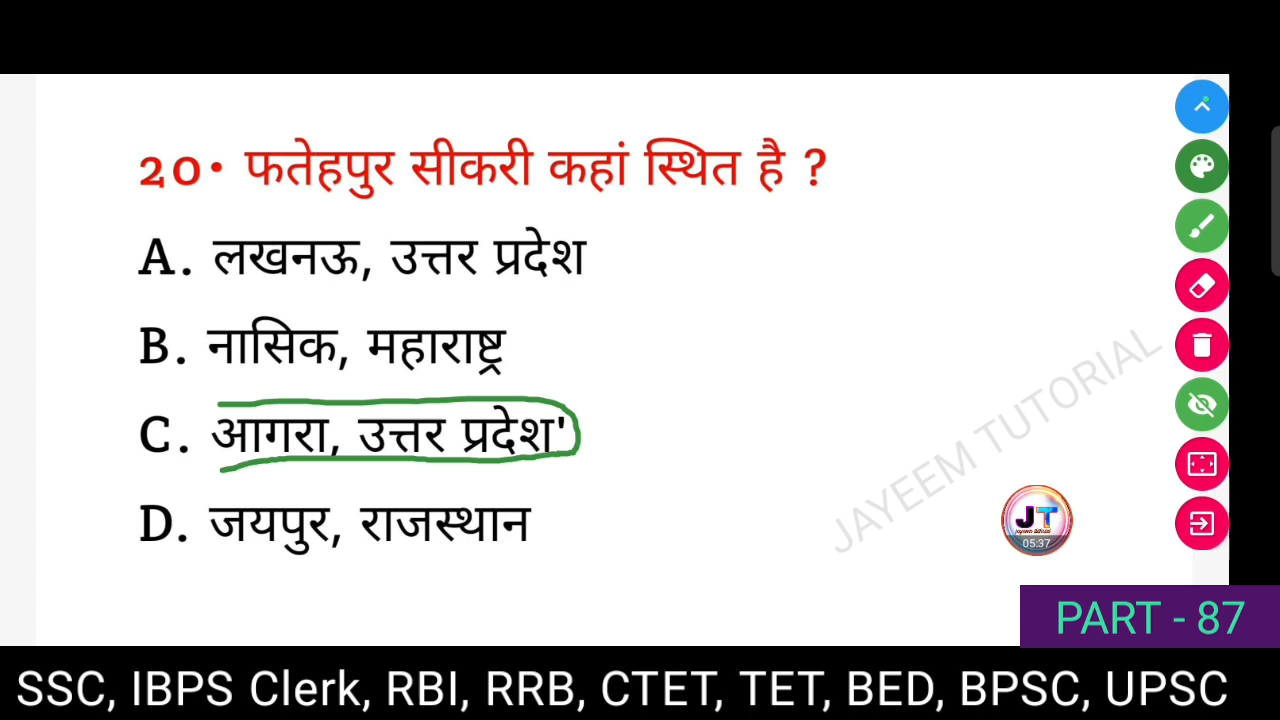 20• फतेहपुर सीकरी कहां स्थित है ?
A. लखनऊ, उत्तर प्रदेश
B. नासिक, महाराष्ट्र
C. आगरा, उत्तर प्रदेश'
D. जयपुर, राजस्थान
JAYEEM TUTORIAL
JT
05:37
PART - 87
SSC, IBPS Clerk, RBI, RRB, CTET, TET, BED, BPSC, UPSC